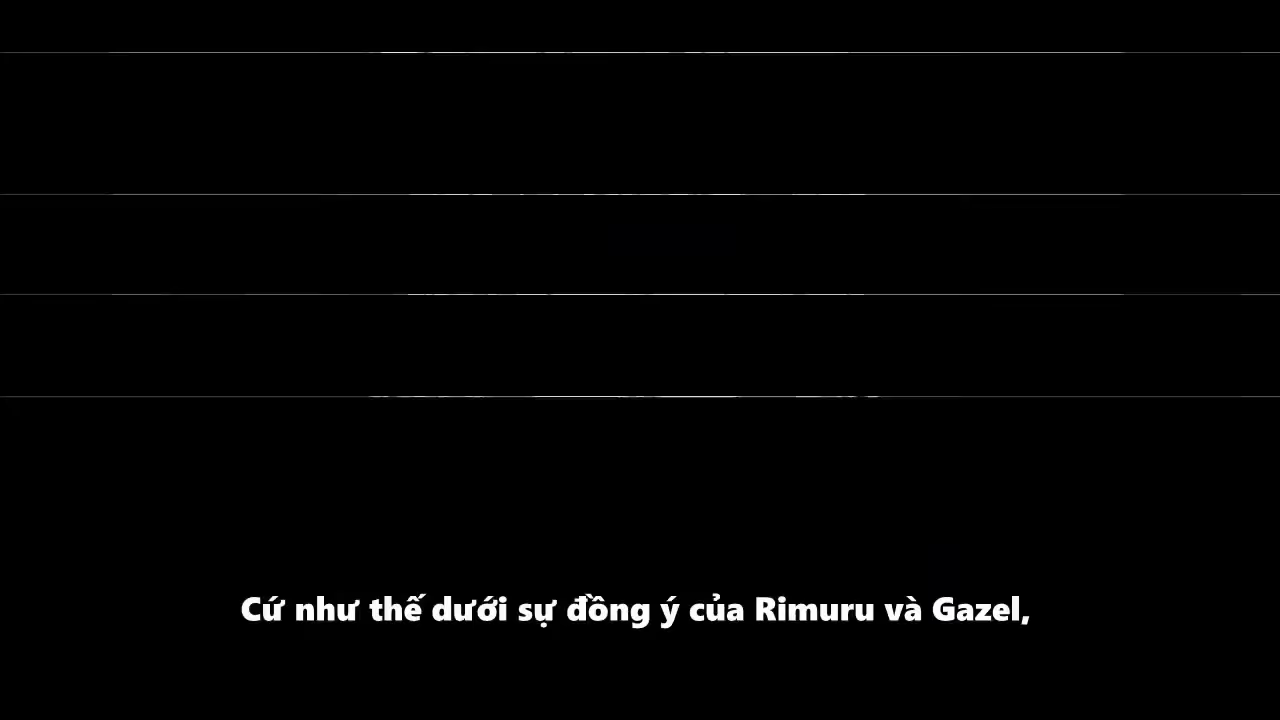 Cứ như thế dưới sự đồng ý của Rimuru và Gazel,